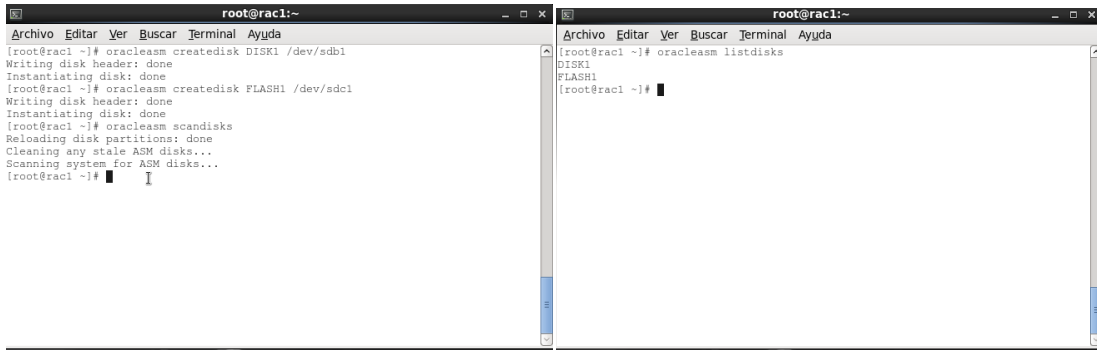 root@rac1:~
Archivo Editar Ver Buscar Terminal Ayuda
[root@rac1 ~]# oracleasm createdisk DISK1 /dev/sdb1
Writing disk header: done
Instantiating disk: done
[root@rac1 ~]# oracleasm createdisk FLASH1 /dev/sdc1
Writing disk header: done
Instantiating disk: done
[root@rac1 ~]# oracleasm scandisks
Reloading disk partitions: done
Cleaning any stale ASM disks...
Scanning system for ASM disks...
[root@rac1 ~]#
root@rac1:~
Archivo Editar Ver Buscar Terminal Ayuda
[root@rac1 ~]# oracleasm listdisks
DISK1
FLASH1
[root@rac1 ~]#